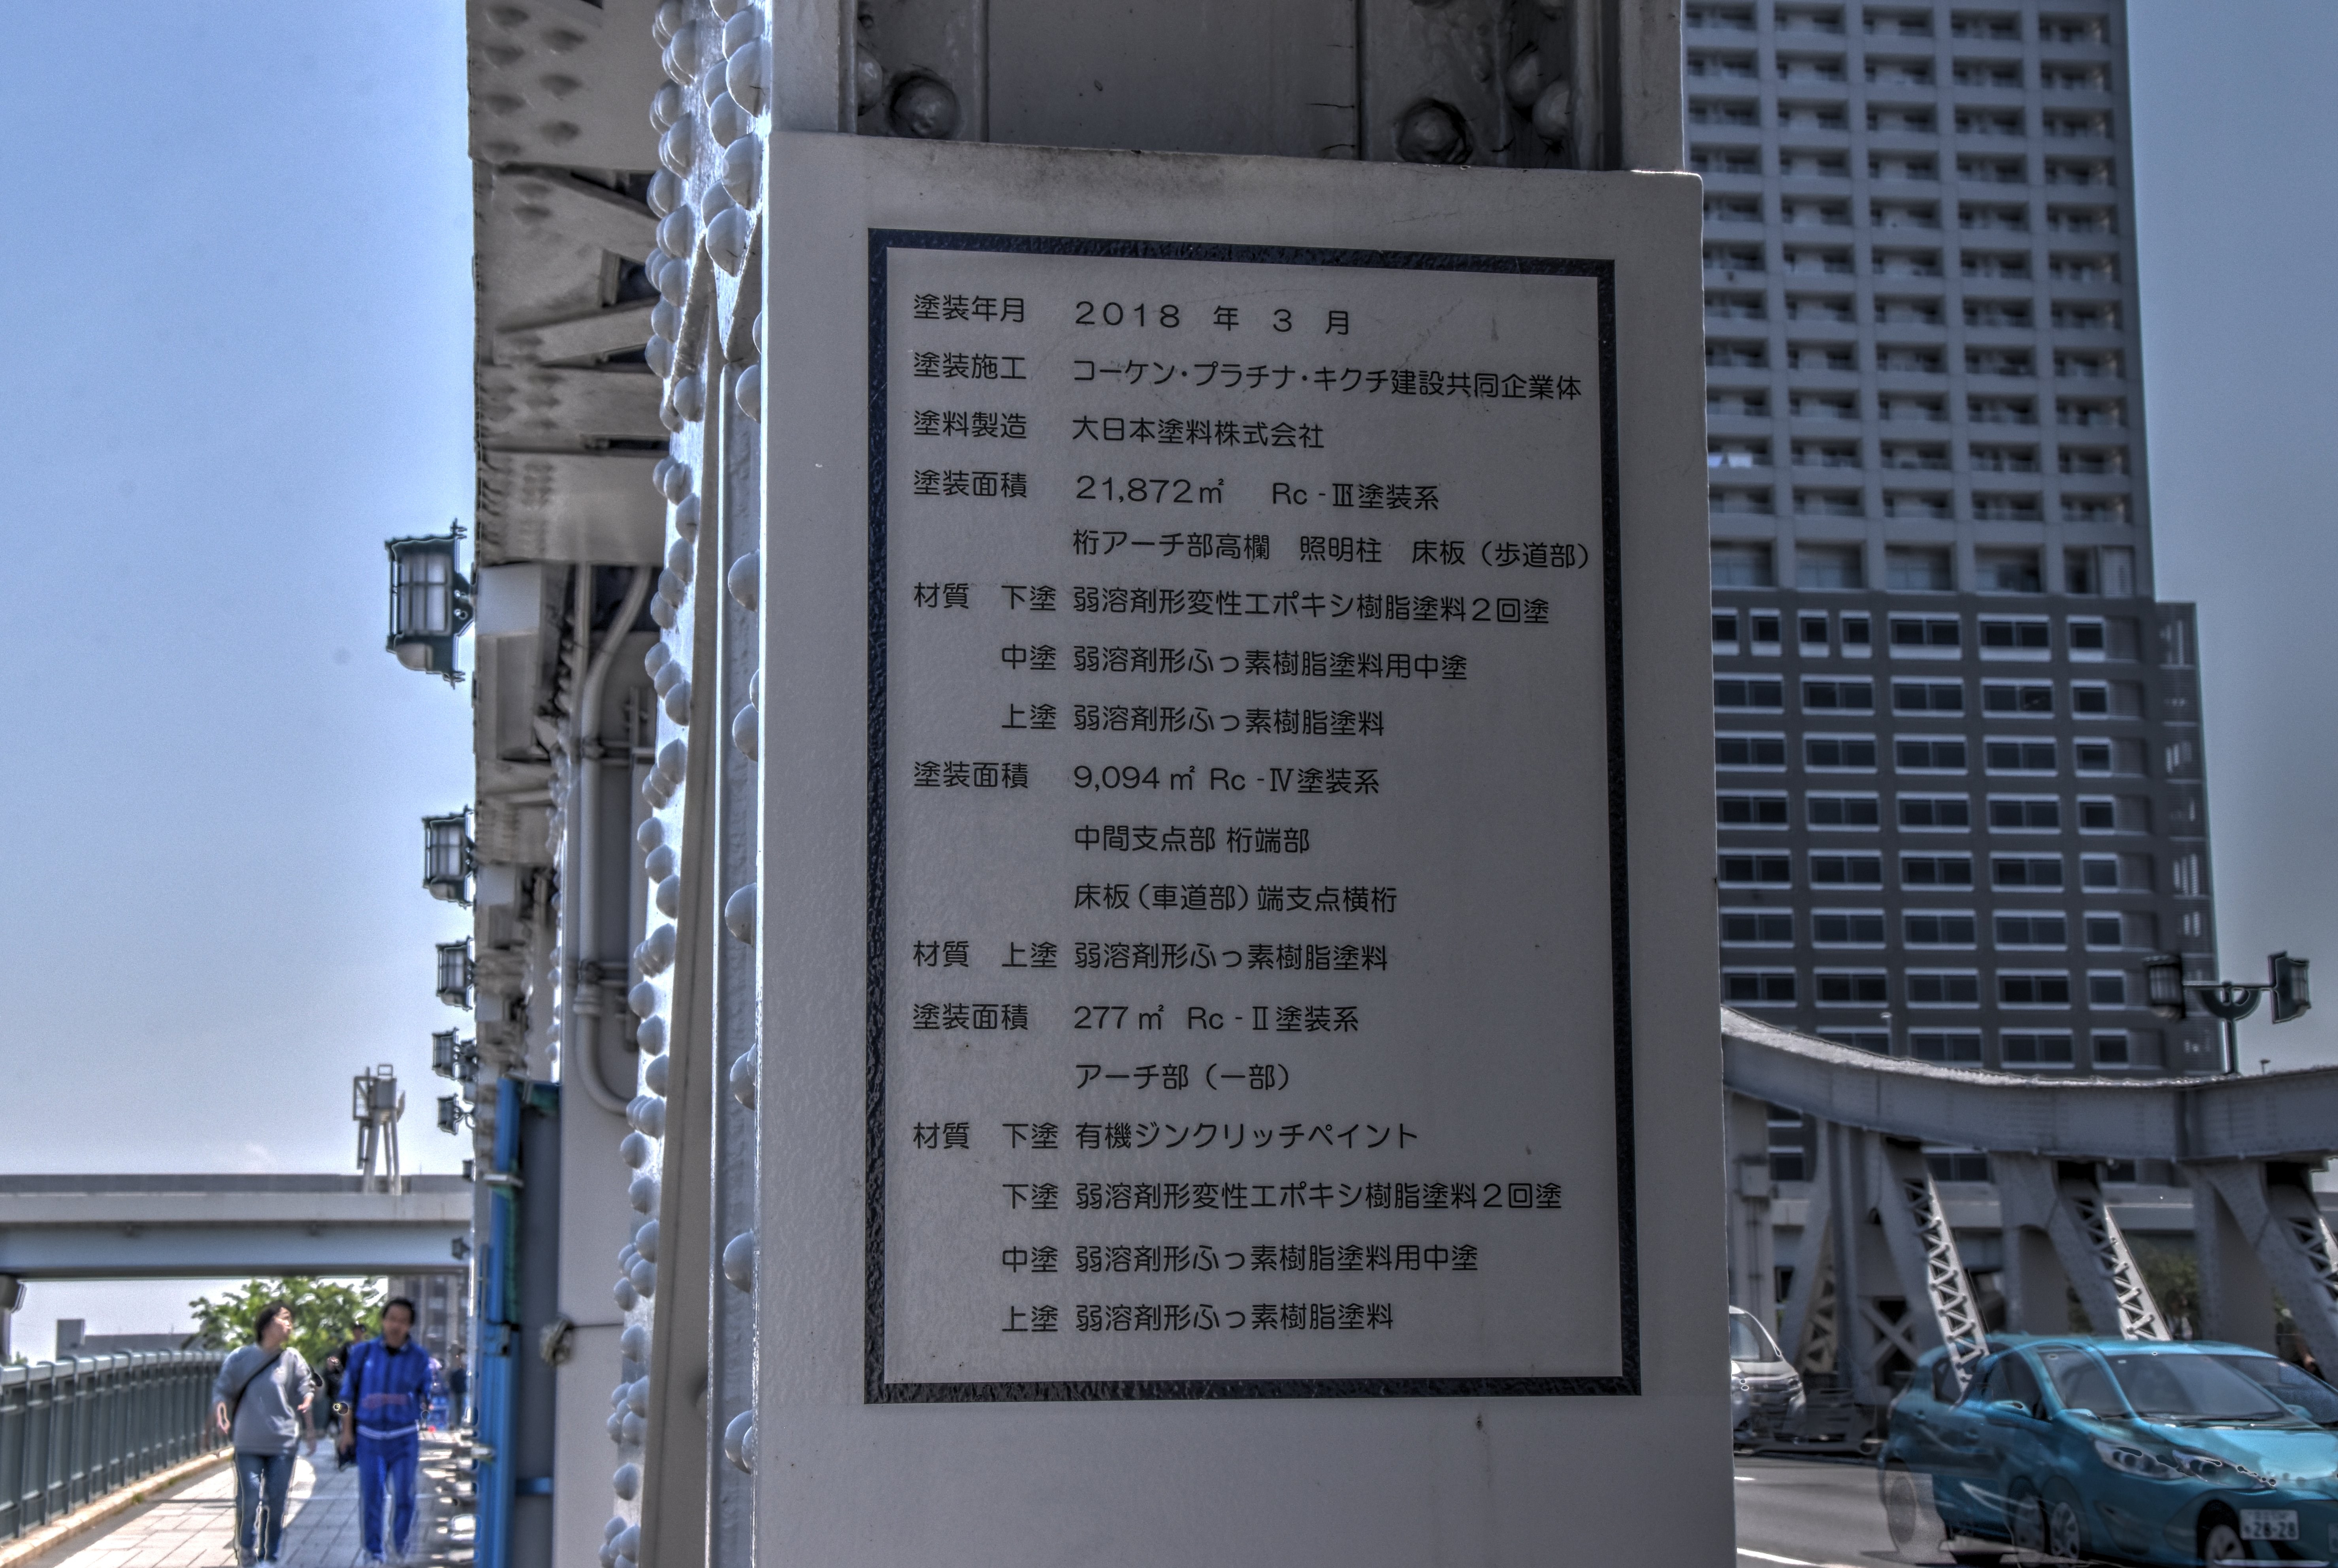 塗装年月 2018 年 3 月
塗装施工 コーケン・プラチナ・キクチ建設共同企業体
塗料製造 大日本塗料株式会社
塗装面積 21,872㎡ Rc -Ⅲ塗装系
桁アーチ部高欄 照明柱 床板（歩道部）
材質 下塗 弱溶剤形変性エポキシ樹脂塗料2回塗
中塗 弱溶剤形ふっ素樹脂塗料用中塗
上塗 弱溶剤形ふっ素樹脂塗料
塗装面積 9,094㎡ Rc -Ⅳ塗装系
中間支点部 桁端部
床板（車道部）端支点横桁
材質 上塗 弱溶剤形ふっ素樹脂塗料
塗装面積 277㎡ Rc -Ⅱ塗装系
アーチ部（一部）
材質 下塗 有機ジンクリッチペイント
下塗 弱溶剤形変性エポキシ樹脂塗料2回塗
中塗 弱溶剤形ふっ素樹脂塗料用中塗
上塗 弱溶剤形ふっ素樹脂塗料
28-28